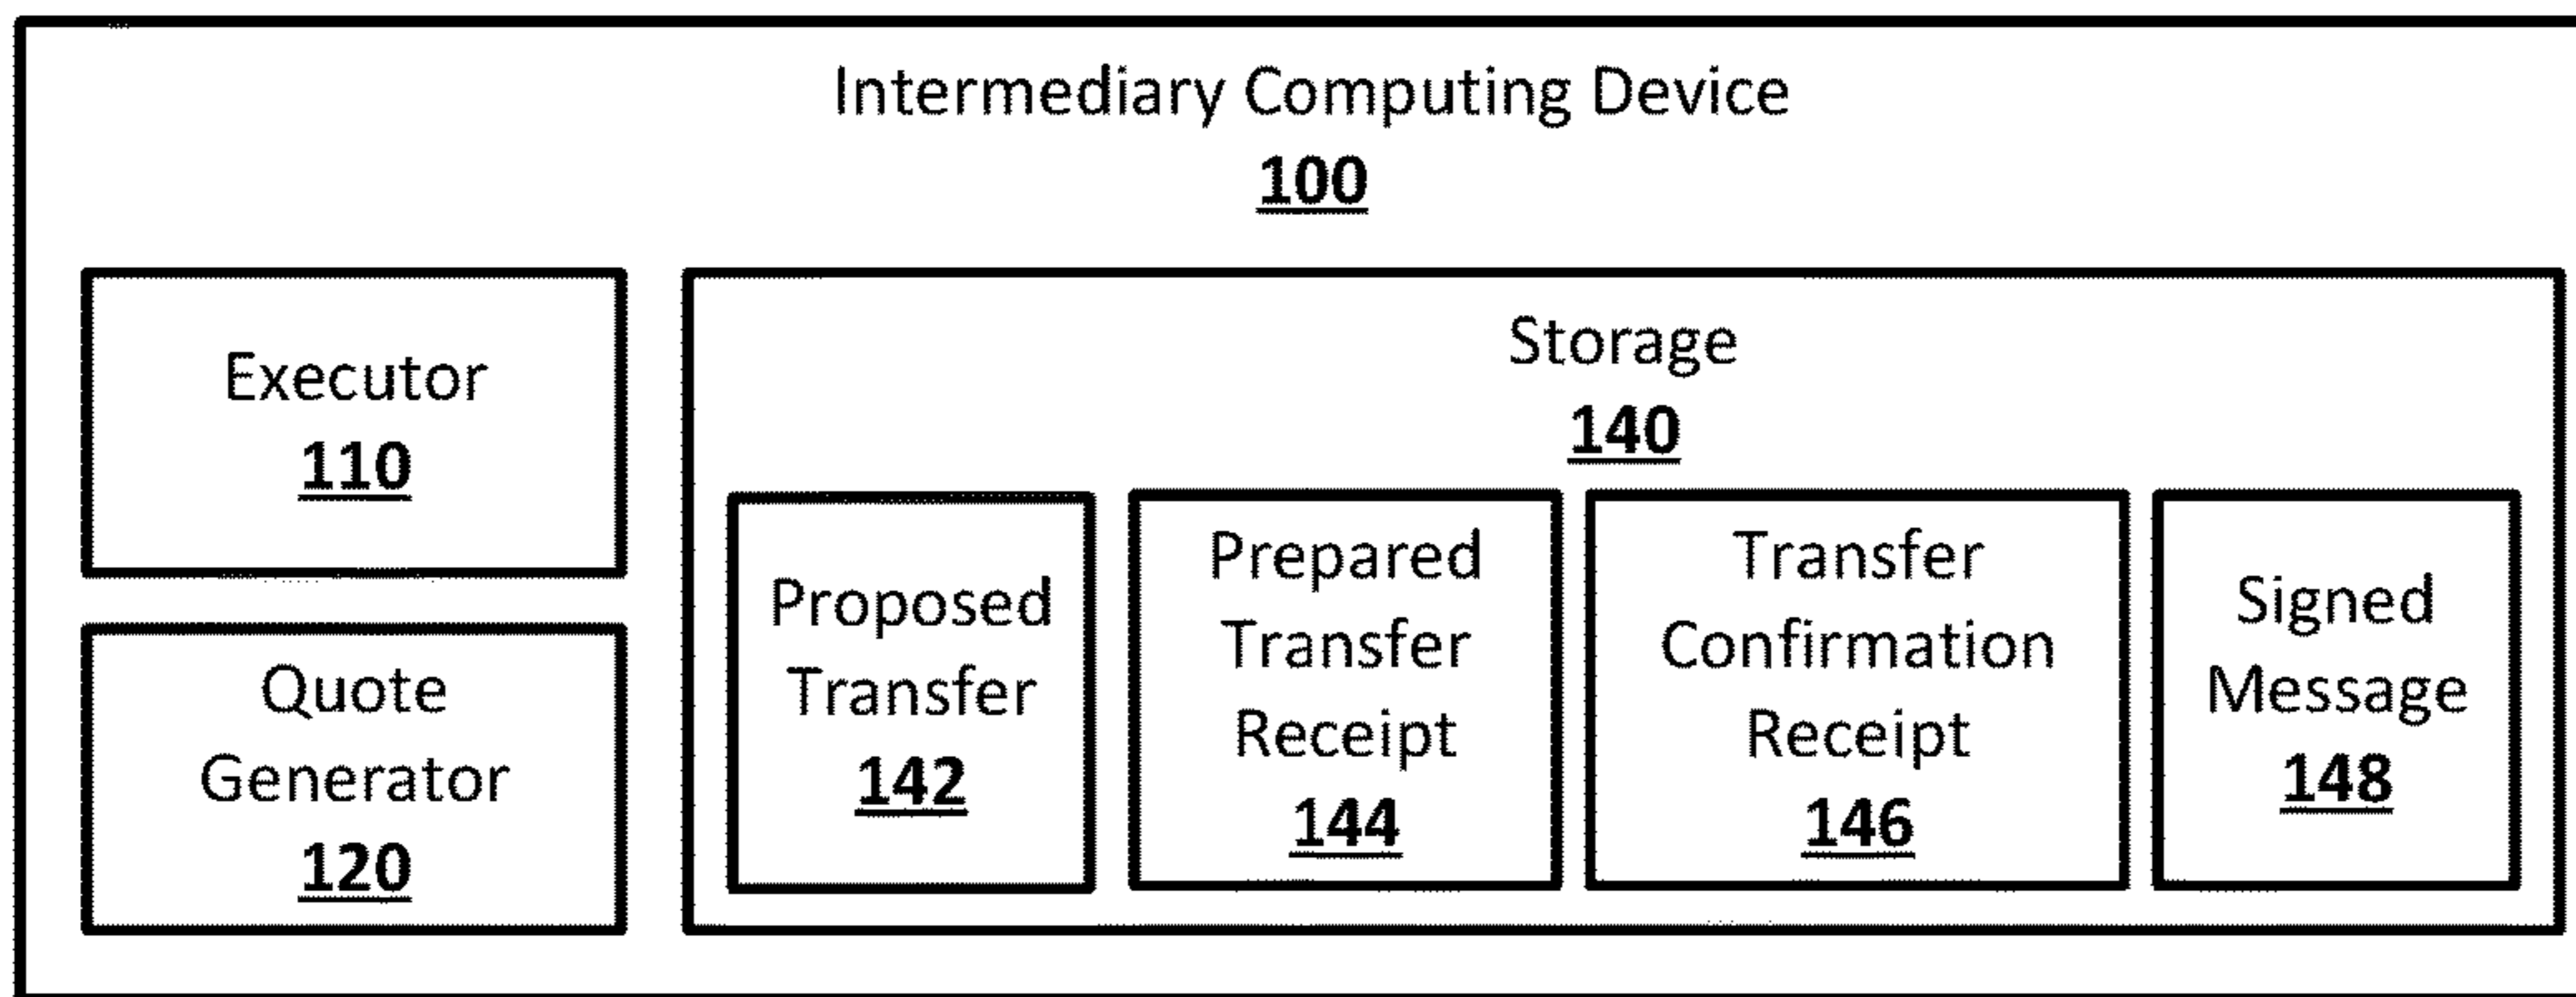 Intermediary Computing Device
100
Executor
110
Quote
Generator
120
Storage
140
Proposed
Transfer
142
Prepared
Transfer
Receipt
144
Transfer
Confirmation
Receipt
146
Signed
Message
148